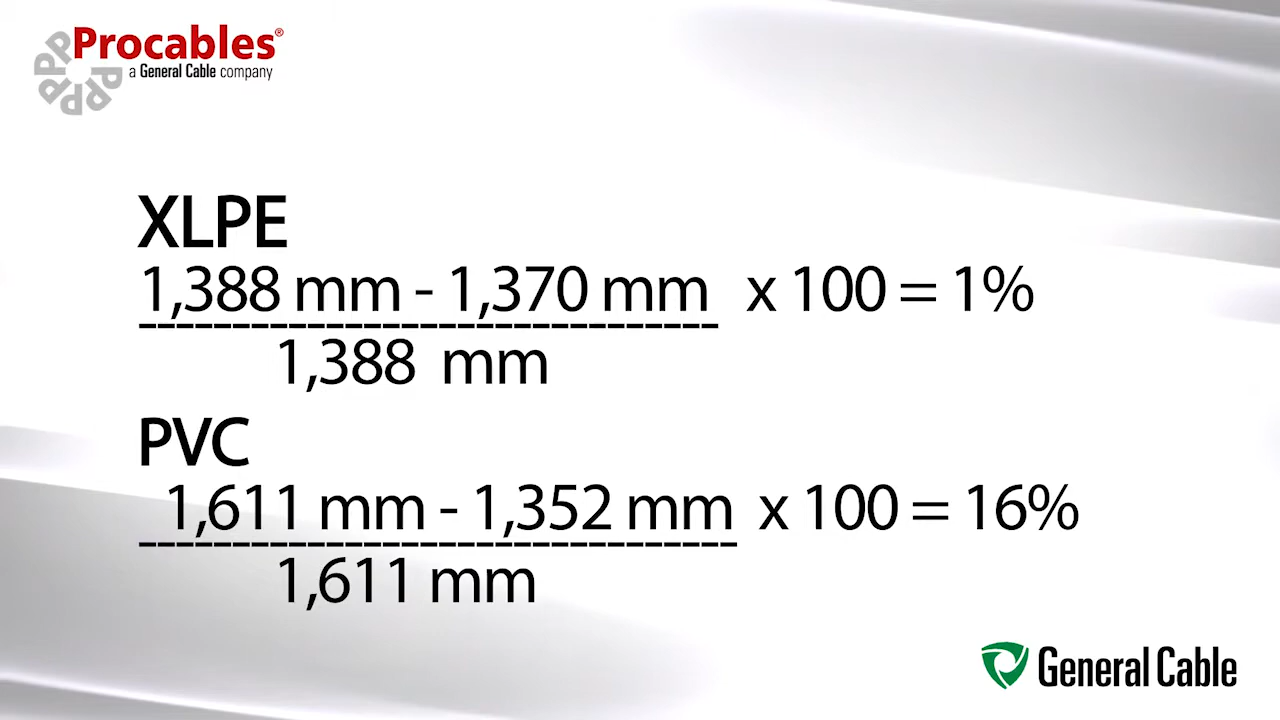 Procables®
a General Cable company
XLPE
1,388 mm - 1,370 mm x 100 = 1%
1,388 mm
PVC
1,611 mm - 1,352 mm x 100 = 16%
1,611 mm
General Cable